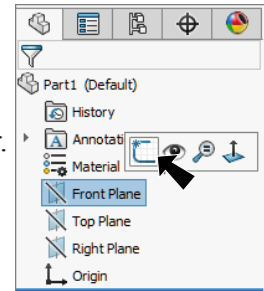 Part1 (Default)
History
Annotati
Material
Front Plane
Top Plane
Right Plane
Origin